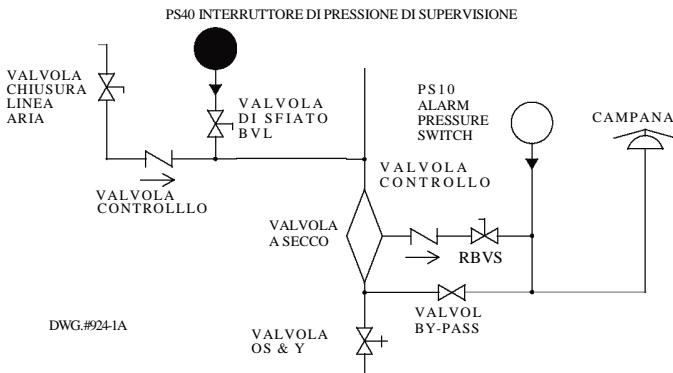 PS40 INTERRUTTORE DI PRESSIONE DI SUPERVISIONE
VALVOLA
CHIUSURA
LINEA
ARIA
VALVOLA
DI SFIATO
BVL
PS10
ALARM
PRESSURE
SWITCH
CAMPANA
VALVOLA
CONTROLLLO
VALVOLA
CONTROLLO
VALVOLA
A SECCO
RBVS
VALVOL
BY-PASS
DWG.#924-1A
VALVOLA
OS & Y